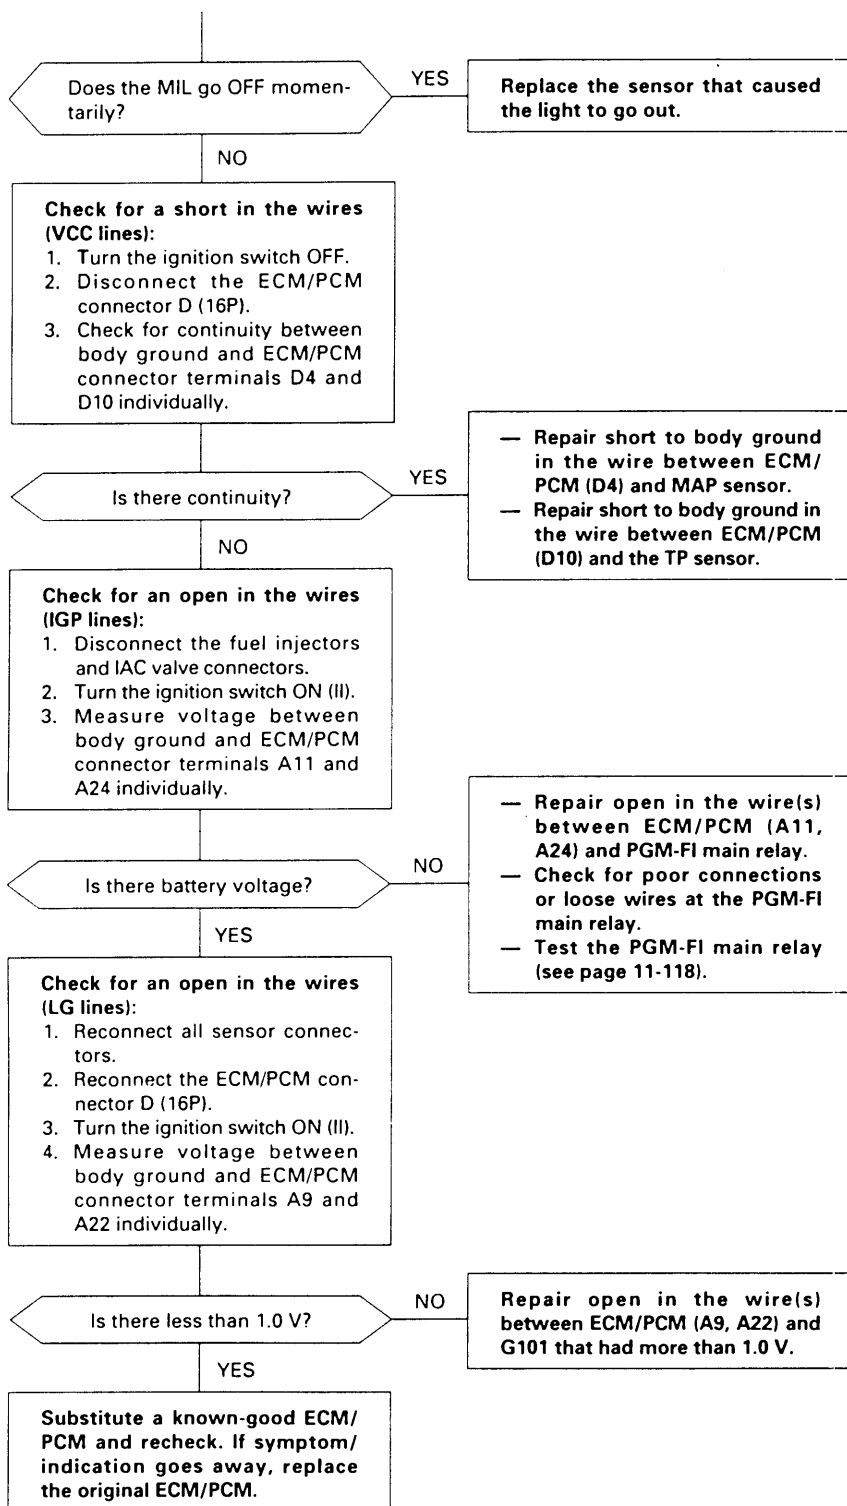 Does the MIL go OFF momen-
tarily?
YES
Replace the sensor that caused
the light to go out.
NO
Check for a short in the wires
(VCC lines):
1. Turn the ignition switch OFF.
2. Disconnect the ECM/PCM
connector D (16P).
3. Check for continuity between
body ground and ECM/PCM
connector terminals D4 and
D10 individually.
Is there continuity?
YES
— Repair short to body ground
in the wire between ECM/
PCM (D4) and MAP sensor.
— Repair short to body ground in
the wire between ECM/PCM
(D10) and the TP sensor.
NO
Check for an open in the wires
(IGP lines):
1. Disconnect the fuel injectors
and IAC valve connectors.
2. Turn the ignition switch ON (II).
3. Measure voltage between
body ground and ECM/PCM
connector terminals A11 and
A24 individually.
Is there battery voltage?
NO
— Repair open in the wire(s)
between ECM/PCM (A11,
A24) and PGM-FI main relay.
— Check for poor connections
or loose wires at the PGM-FI
main relay.
— Test the PGM-FI main relay
(see page 11-118).
YES
Check for an open in the wires
(LG lines):
1. Reconnect all sensor connec-
tors.
2. Reconnect the ECM/PCM con-
nector D (16P).
3. Turn the ignition switch ON (II).
4. Measure voltage between
body ground and ECM/PCM
connector terminals A9 and
A22 individually.
Is there less than 1.0 V?
NO
Repair open in the wire(s)
between ECM/PCM (A9, A22) and
G101 that had more than 1.0 V.
YES
Substitute a known-good ECM/
PCM and recheck. If symptom/
indication goes away, replace
the original ECM/PCM.